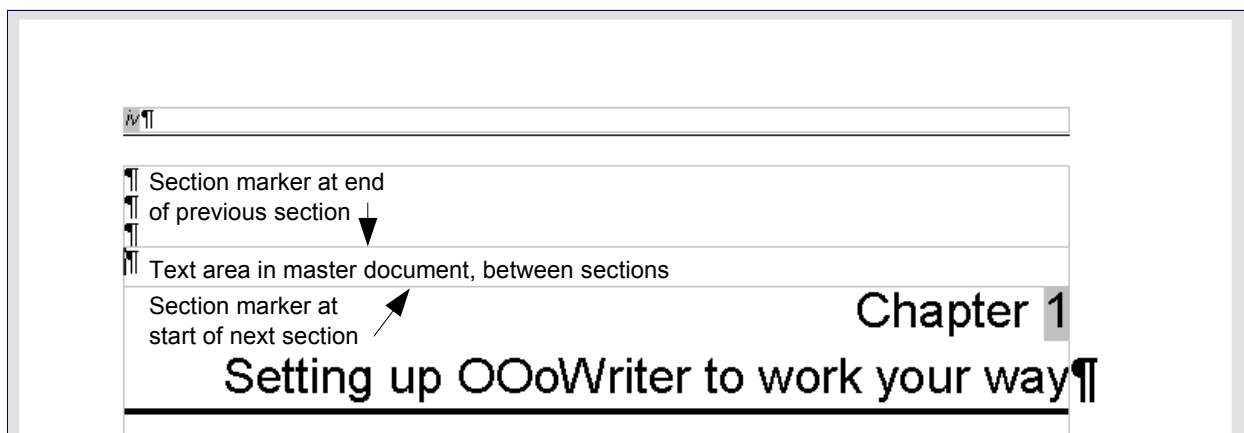 iv¶
¶ Section marker at end
¶ of previous section
¶
¶ Text area in master document, between sections
Section marker at
start of next section
Chapter 1
Setting up OOoWriter to work your way¶